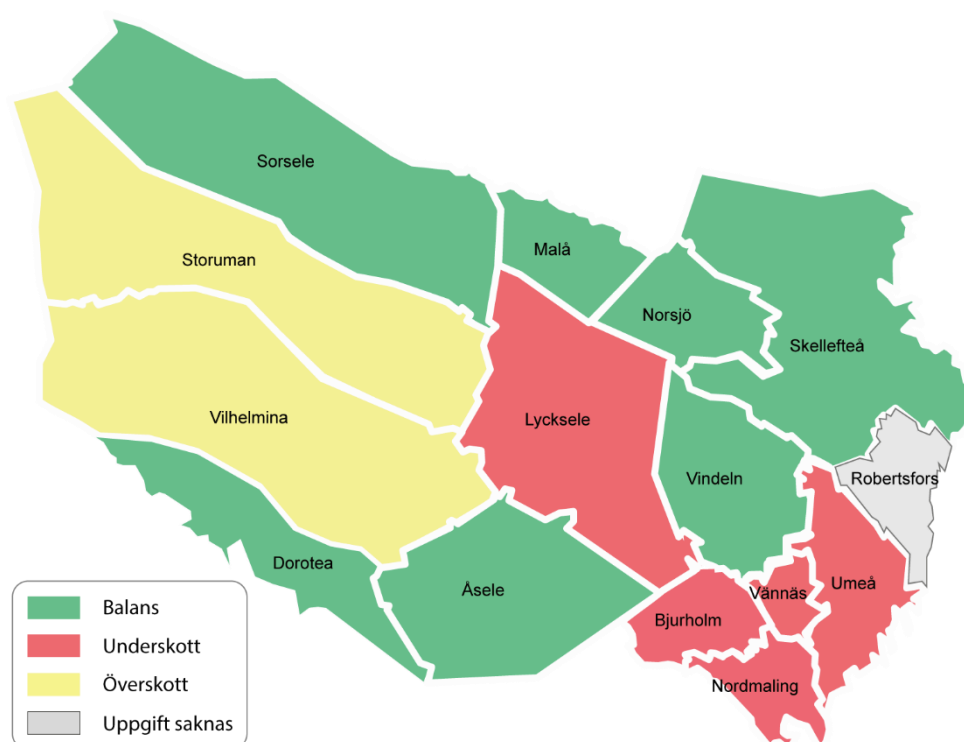 Sorsele
Malå
Storuman
Norsjö
Skellefteå
Vilhelmina
Lycksele
Vindeln
Robertsfors
Dorotea
Åsele
Umeå
Vännäs
Bjurholm
Nordmaling
Balans
Underskott
Överskott
Uppgift saknas